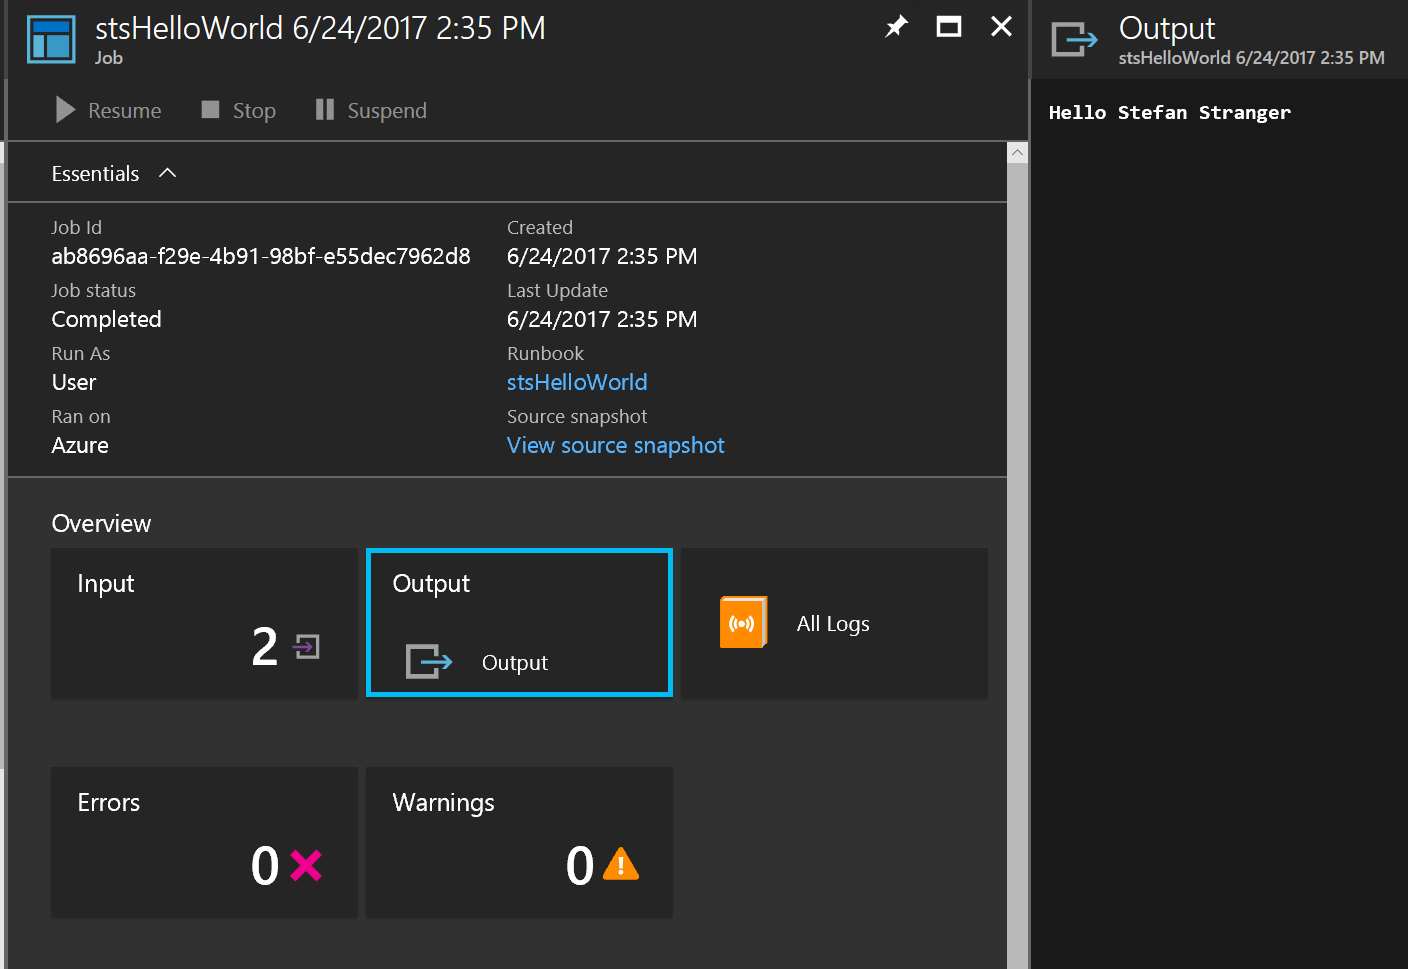 stsHelloWorld 6/24/2017 2:35 PM
Job
Resume
Stop
Suspend
Essentials
Job Id
ab8696aa-f29e-4b91-98bf-e55dec7962d8
Created
6/24/2017 2:35 PM
Job status
Completed
Last Update
6/24/2017 2:35 PM
Run As
User
Runbook
stsHelloWorld
Ran on
Azure
Source snapshot
View source snapshot
Overview
Input
2
Output
Output
All Logs
Errors
0
Warnings
0
Output
stsHelloWorld 6/24/2017 2:35 PM
Hello Stefan Stranger